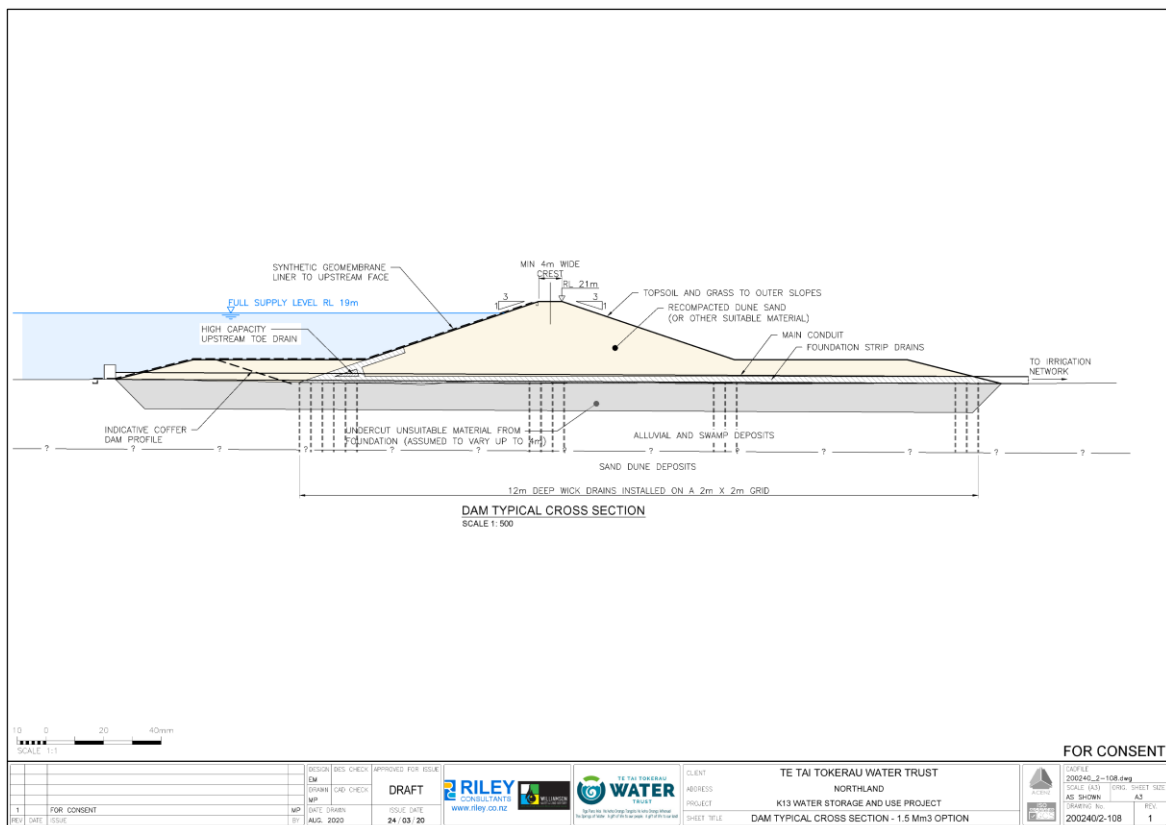 SYNTHETIC GEOMEMBRANE
LINER TO UPSTREAM FACE
MIN 4m WIDE
CREST
RL 21m
3
1
3
1
FULL SUPPLY LEVEL RL 19m
TOPSOIL AND GRASS TO OUTER SLOPES
RECOMPACTED DUNE SAND
(OR OTHER SUITABLE MATERIAL)
HIGH CAPACITY
UPSTREAM TOE DRAIN
MAIN CONDUIT
FOUNDATION STRIP DRAINS
TO IRRIGATION
NETWORK
INDICATIVE COFFER
DAM PROFILE
UNDERCUT UNSUITABLE MATERIAL FROM
FOUNDATION (ASSUMED TO VARY UP TO 4m)
ALLUVIAL AND SWAMP DEPOSITS
? ? ? ? ? ? ? ? ? ? ? ? ?
SAND DUNE DEPOSITS
12m DEEP WICK DRAINS INSTALLED ON A 2m X 2m GRID
DAM TYPICAL CROSS SECTION
SCALE 1: 500
10 0 20 40mm
SCALE 1:1
FOR CONSENT
1 FOR CONSENT MP
REV. DATE ISSUE BY
DESIGN DES CHECK APPROVED FOR ISSUE
EM
DRAWN CAD CHECK DRAFT
MP
DATE DRAWN ISSUE DATE
AUG. 2020 24/03/20
RILEY
CONSULTANTS
www.riley.co.nz
WILLIAMSON
TE TAI TOKERAU
WATER
TRUST
CLIENT TE TAI TOKERAU WATER TRUST
ADDRESS NORTHLAND
PROJECT K13 WATER STORAGE AND USE PROJECT
SHEET TITLE DAM TYPICAL CROSS SECTION - 1.5 Mm3 OPTION
CADFILE
200240_2-108.dwg
SCALE (A3) ORIG. SHEET SIZE
AS SHOWN A3
DRAWING No. REV.
200240/2-108 1